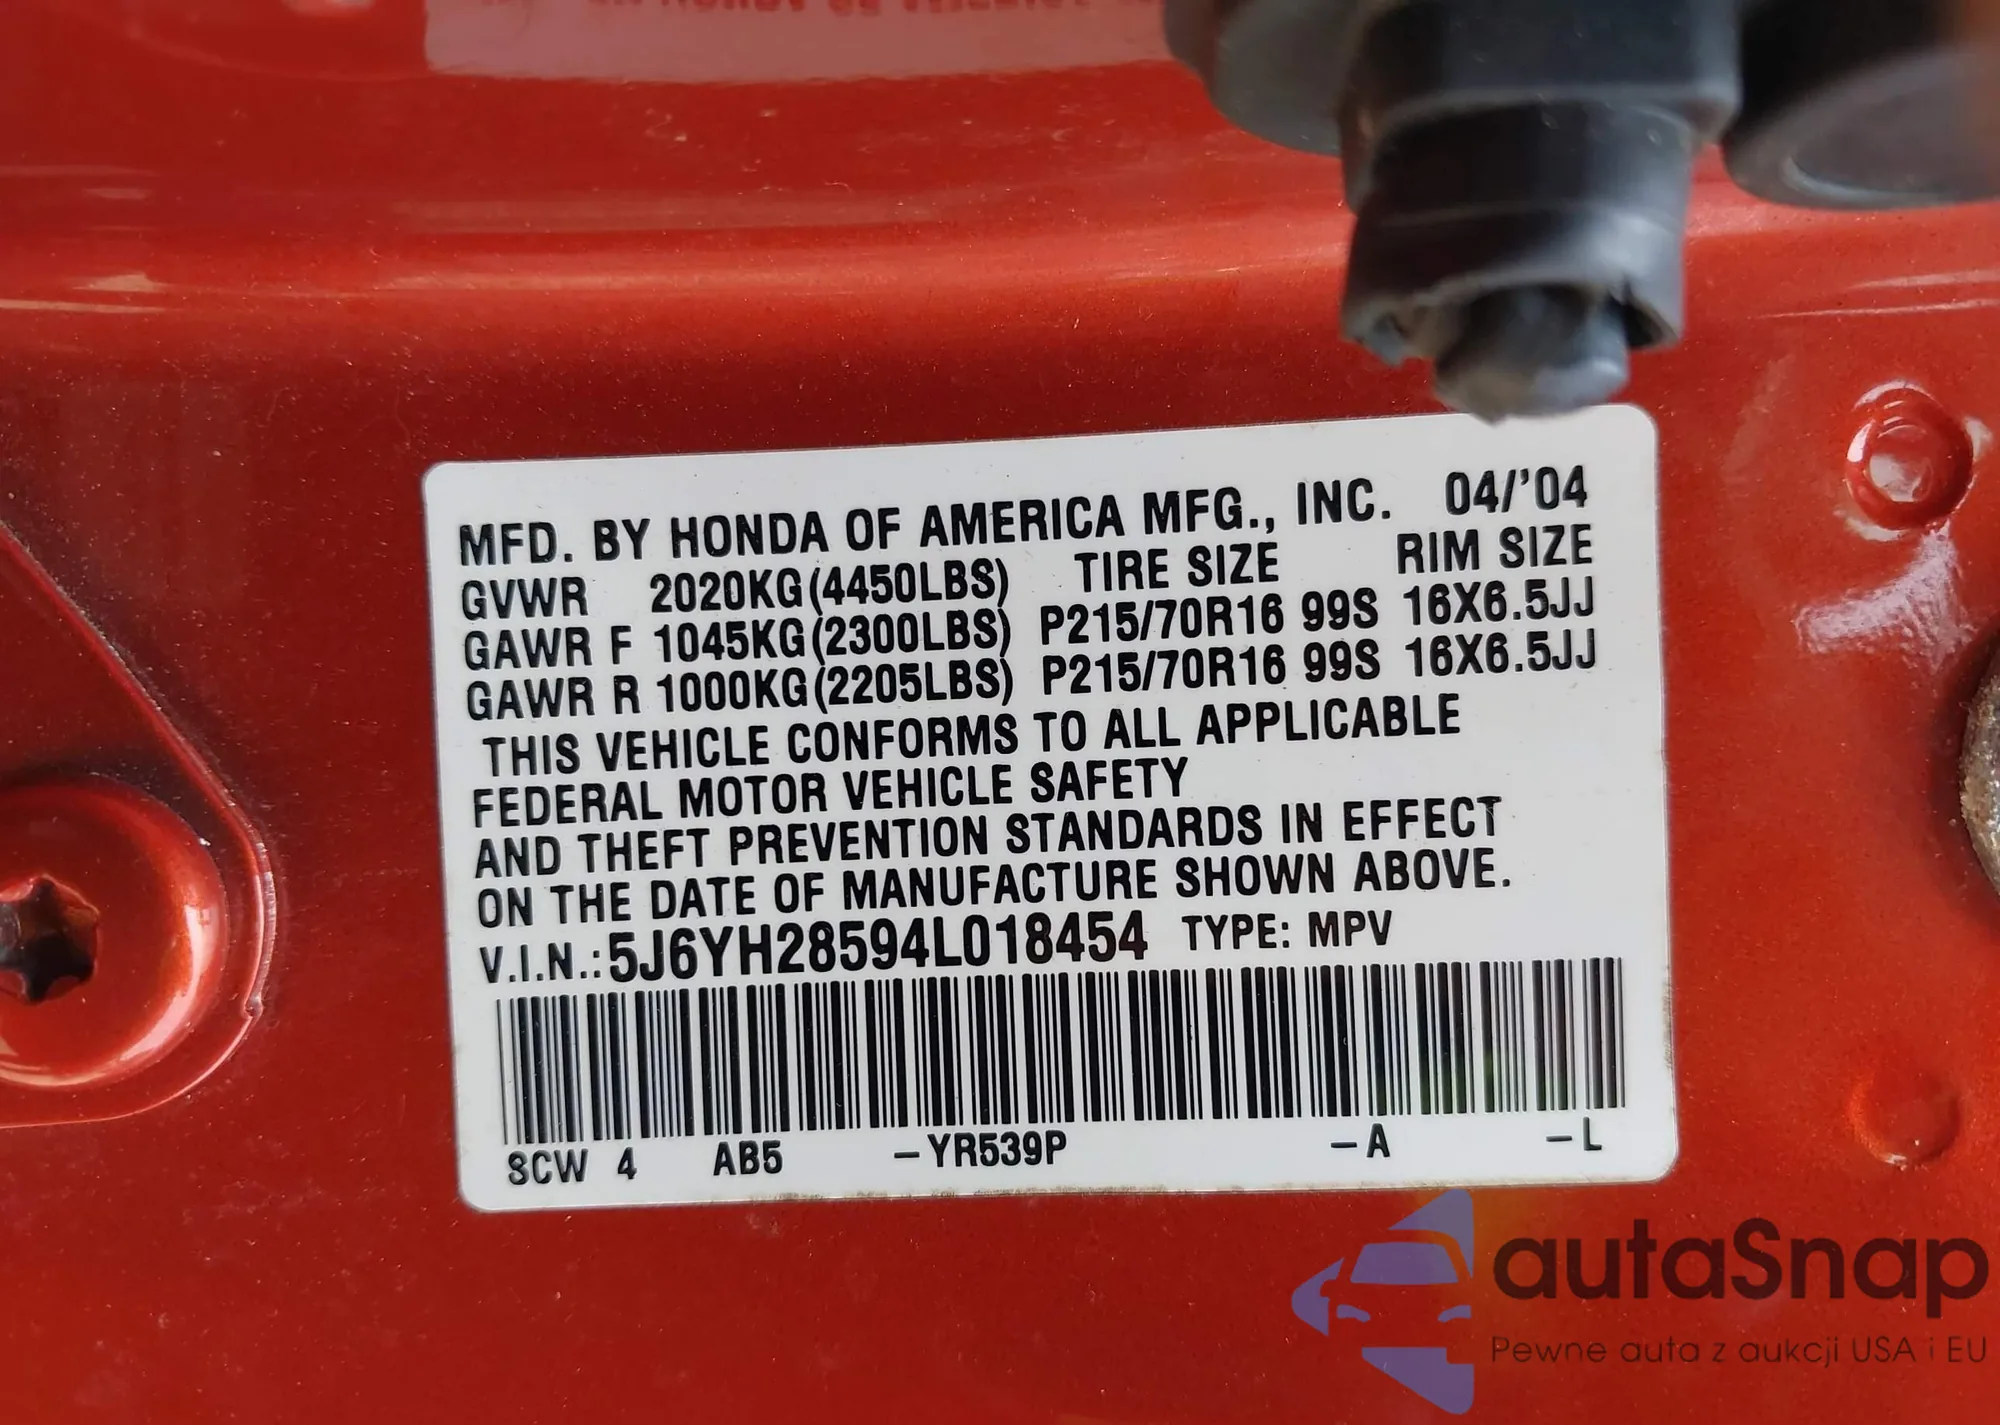 MFD. BY HONDA OF AMERICA MFG., INC. 04/'04
GVWR 2020KG(4450LBS) TIRE SIZE RIM SIZE
GAWR F 1045KG(2300LBS) P215/70R16 99S 16X6.5JJ
GAWR R 1000KG(2205LBS) P215/70R16 99S 16X6.5JJ
THIS VEHICLE CONFORMS TO ALL APPLICABLE
FEDERAL MOTOR VEHICLE SAFETY
AND THEFT PREVENTION STANDARDS IN EFFECT
ON THE DATE OF MANUFACTURE SHOWN ABOVE.
V.I.N.:5J6YH28594L018454 TYPE: MPV
SCW 4 AB5 -YR539P -A -L
autaSnap
Pewne auta z aukcji USA i EU